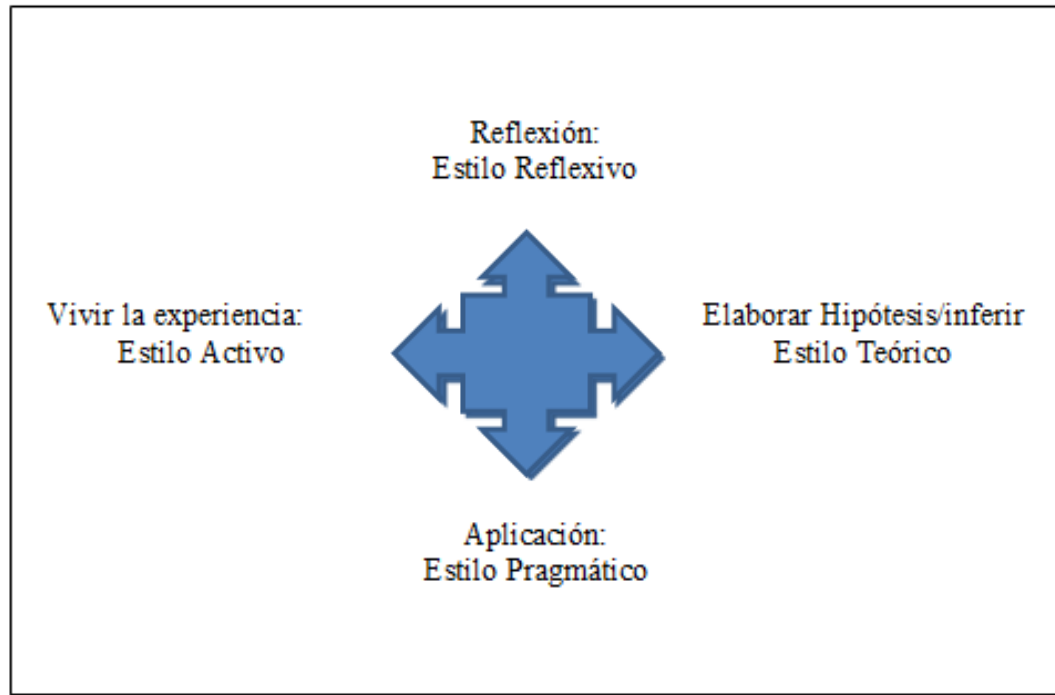 Reflexión:
Estilo Reflexivo
Vivir la experiencia:
Estilo Activo
Elaborar Hipótesis/inferir
Estilo Teórico
Aplicación:
Estilo Pragmático